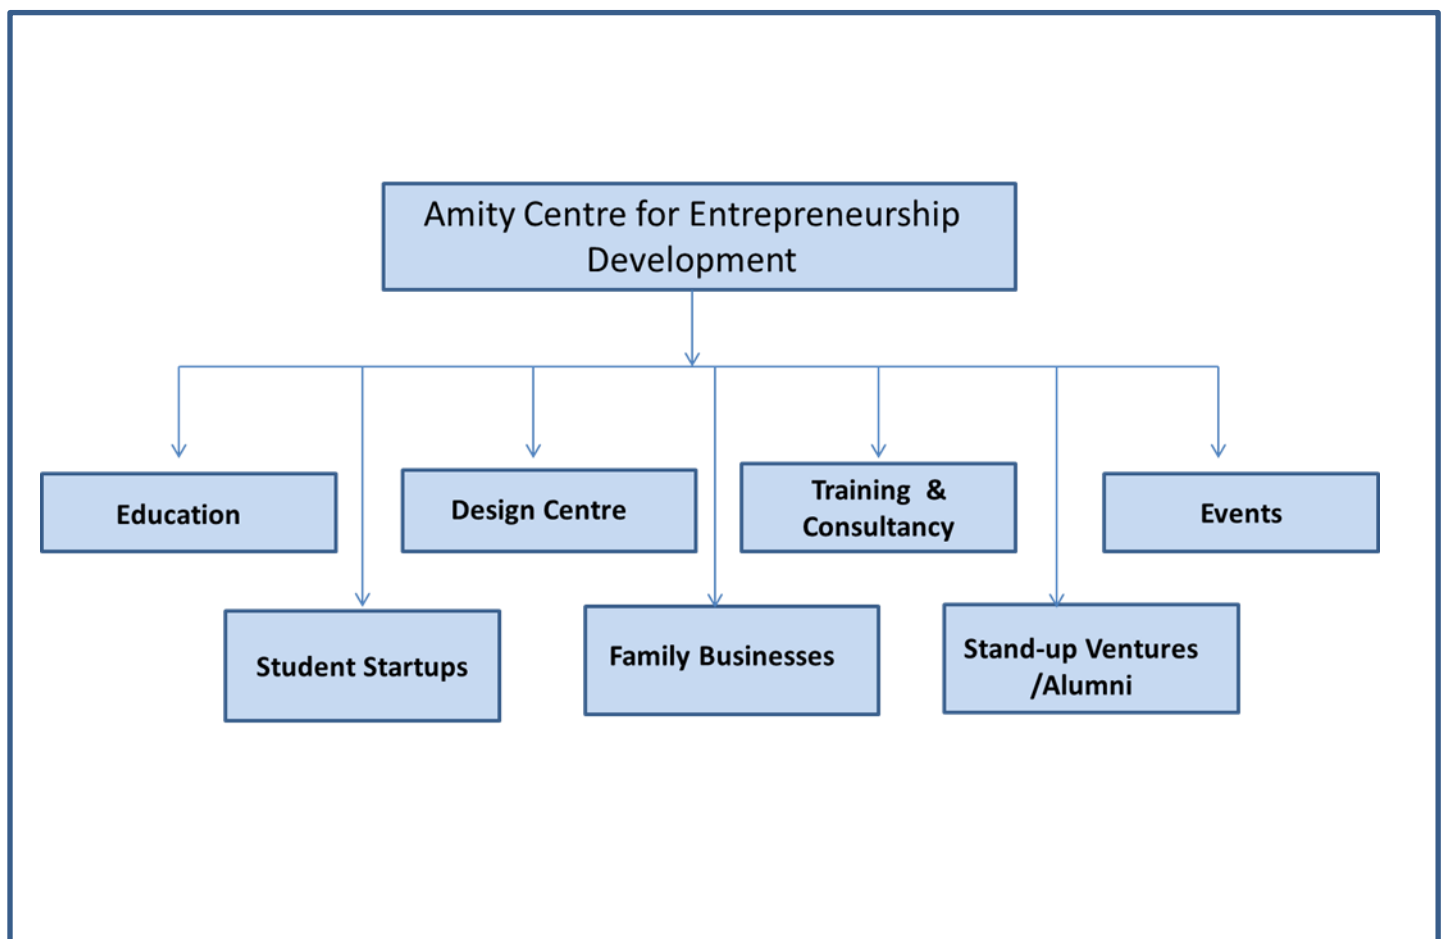 Amity Centre for Entrepreneurship
Development
Education
Design Centre
Training & 
Consultancy
Events
Student Startups
Family Businesses
Stand-up Ventures
/Alumni